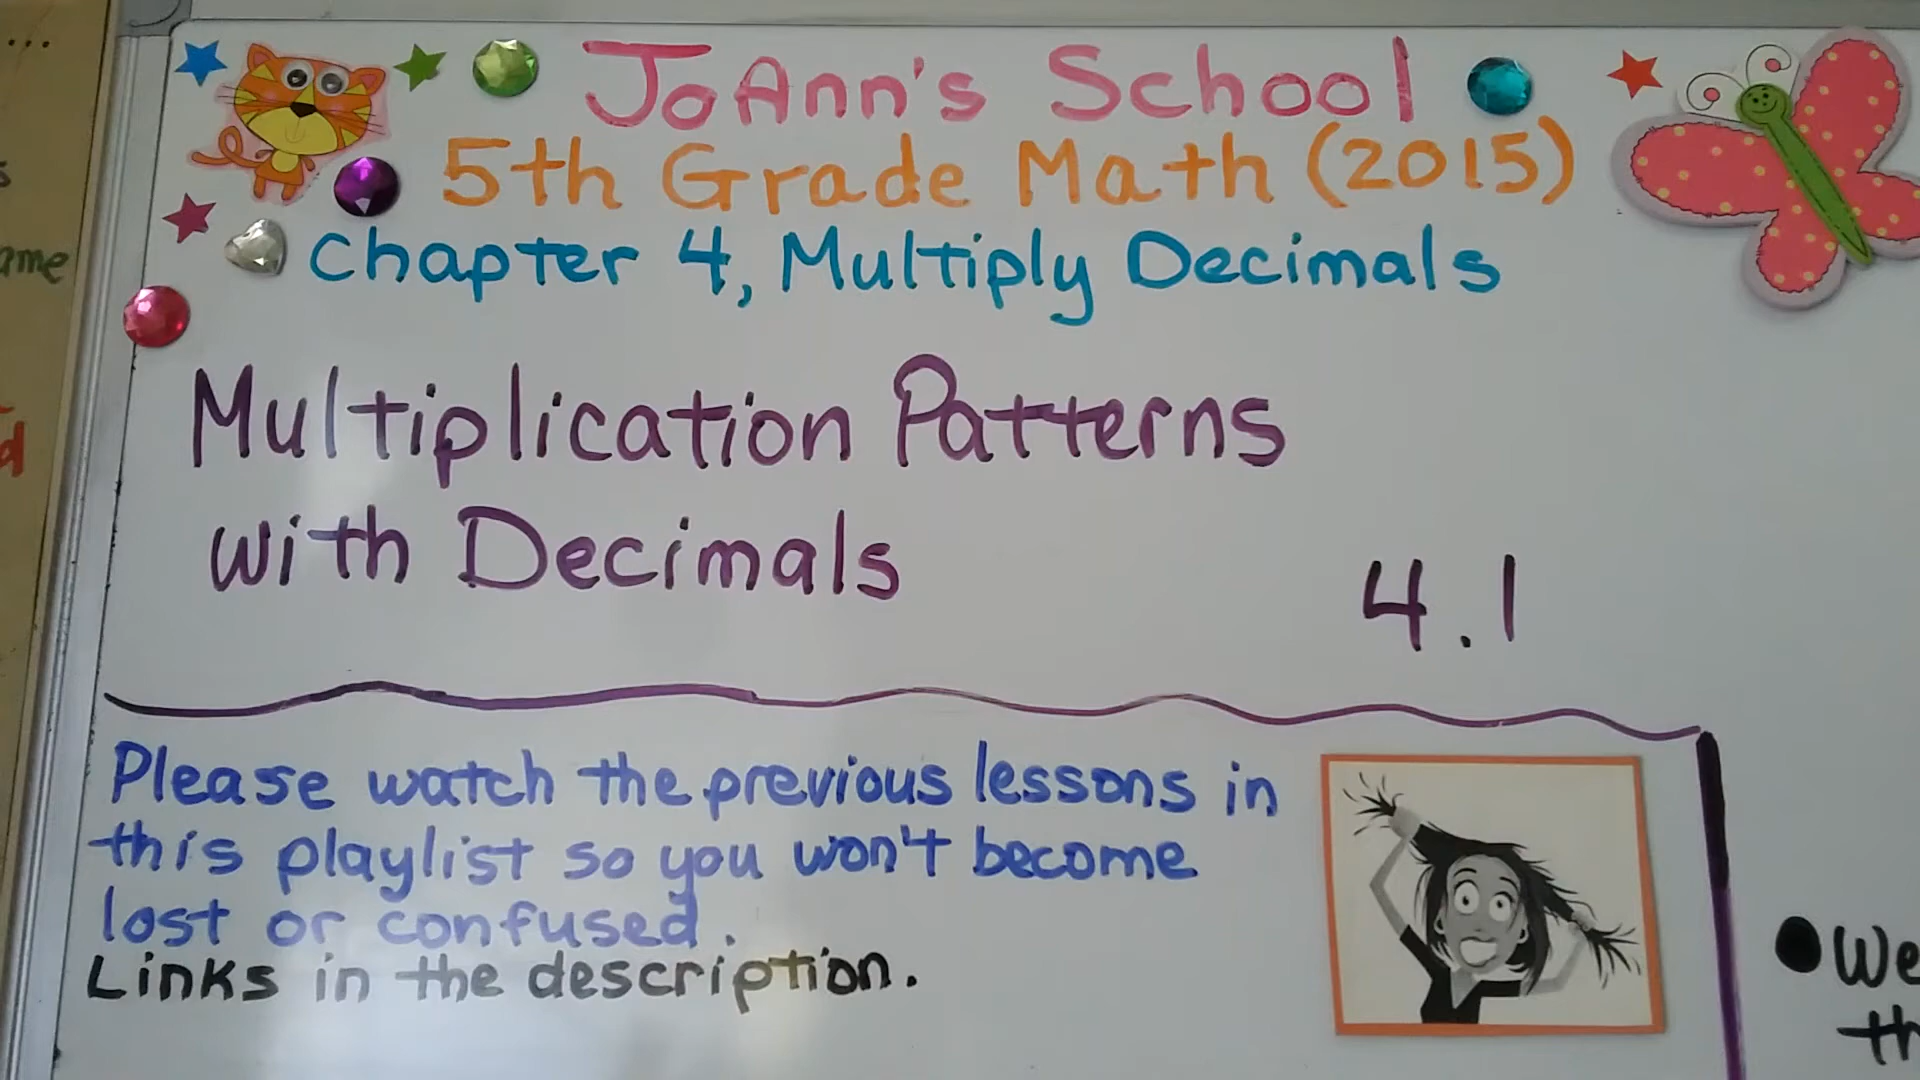 JoAnn's School
5th Grade Math (2015)
Chapter 4, Multiply Decimals
Multiplication Patterns
with Decimals
4.1
Please watch the previous lessons in
this playlist so you won't become
lost or confused.
Links in the description.
We